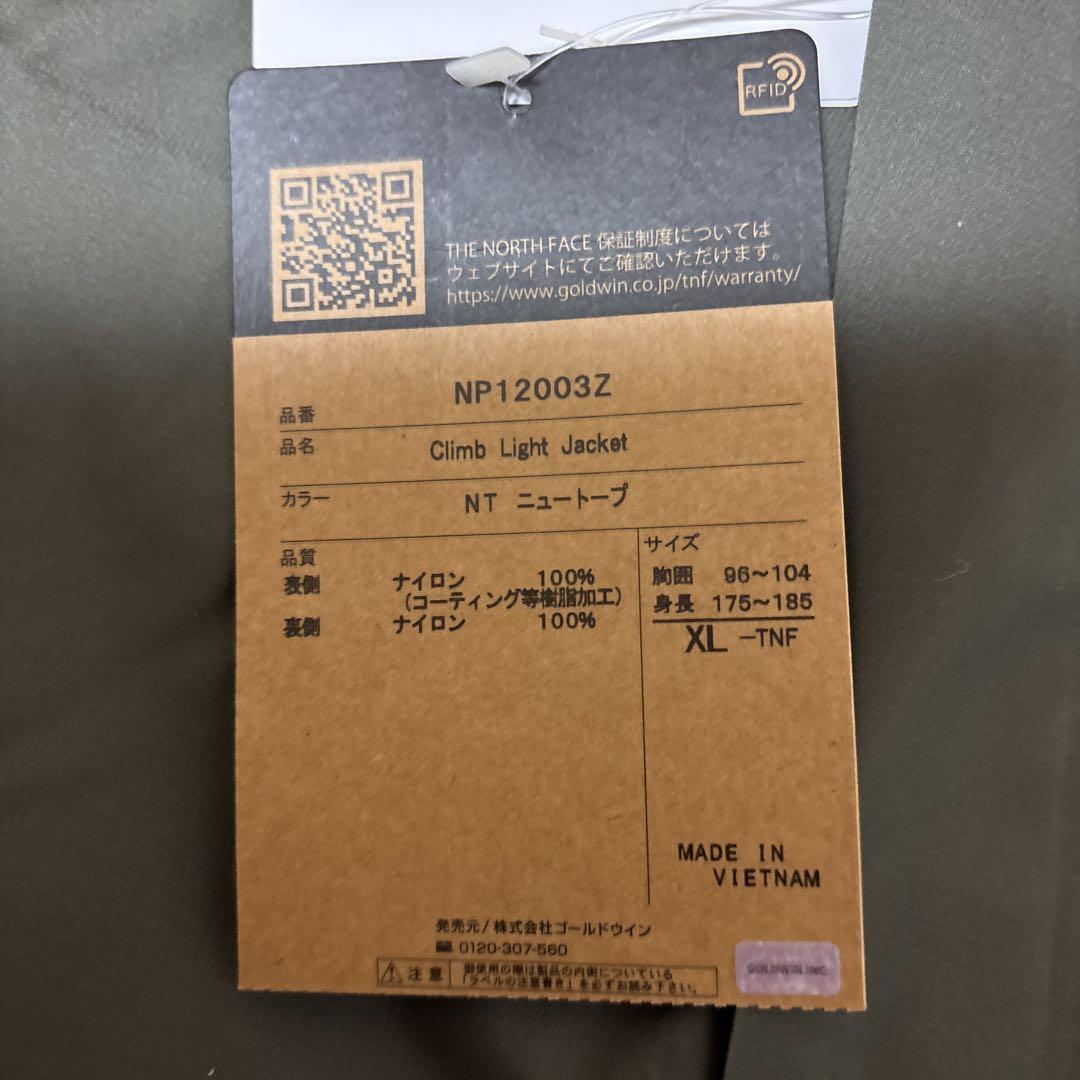 RFID
THE NORTH FACE 保証制度については
ウェブサイトにてご確認いただけます。
https://www.goldwin.co.jp/tnf/warranty/
品番 NP12003Z
品名 Climb Light Jacket
カラー NT ニュートープ
品質
表側 ナイロン 100%
(コーティング等樹脂加工)
裏側 ナイロン 100%
サイズ
胸囲 96〜104
身長 175〜185
XL -TNF
MADE IN
VIETNAM
発売元/株式会社ゴールドウイン
0120-307-560
注意 御使用の際は製品の内側についている
「ラベルの注意書き」を必ずお読み下さい。
GOLDWIN INC.